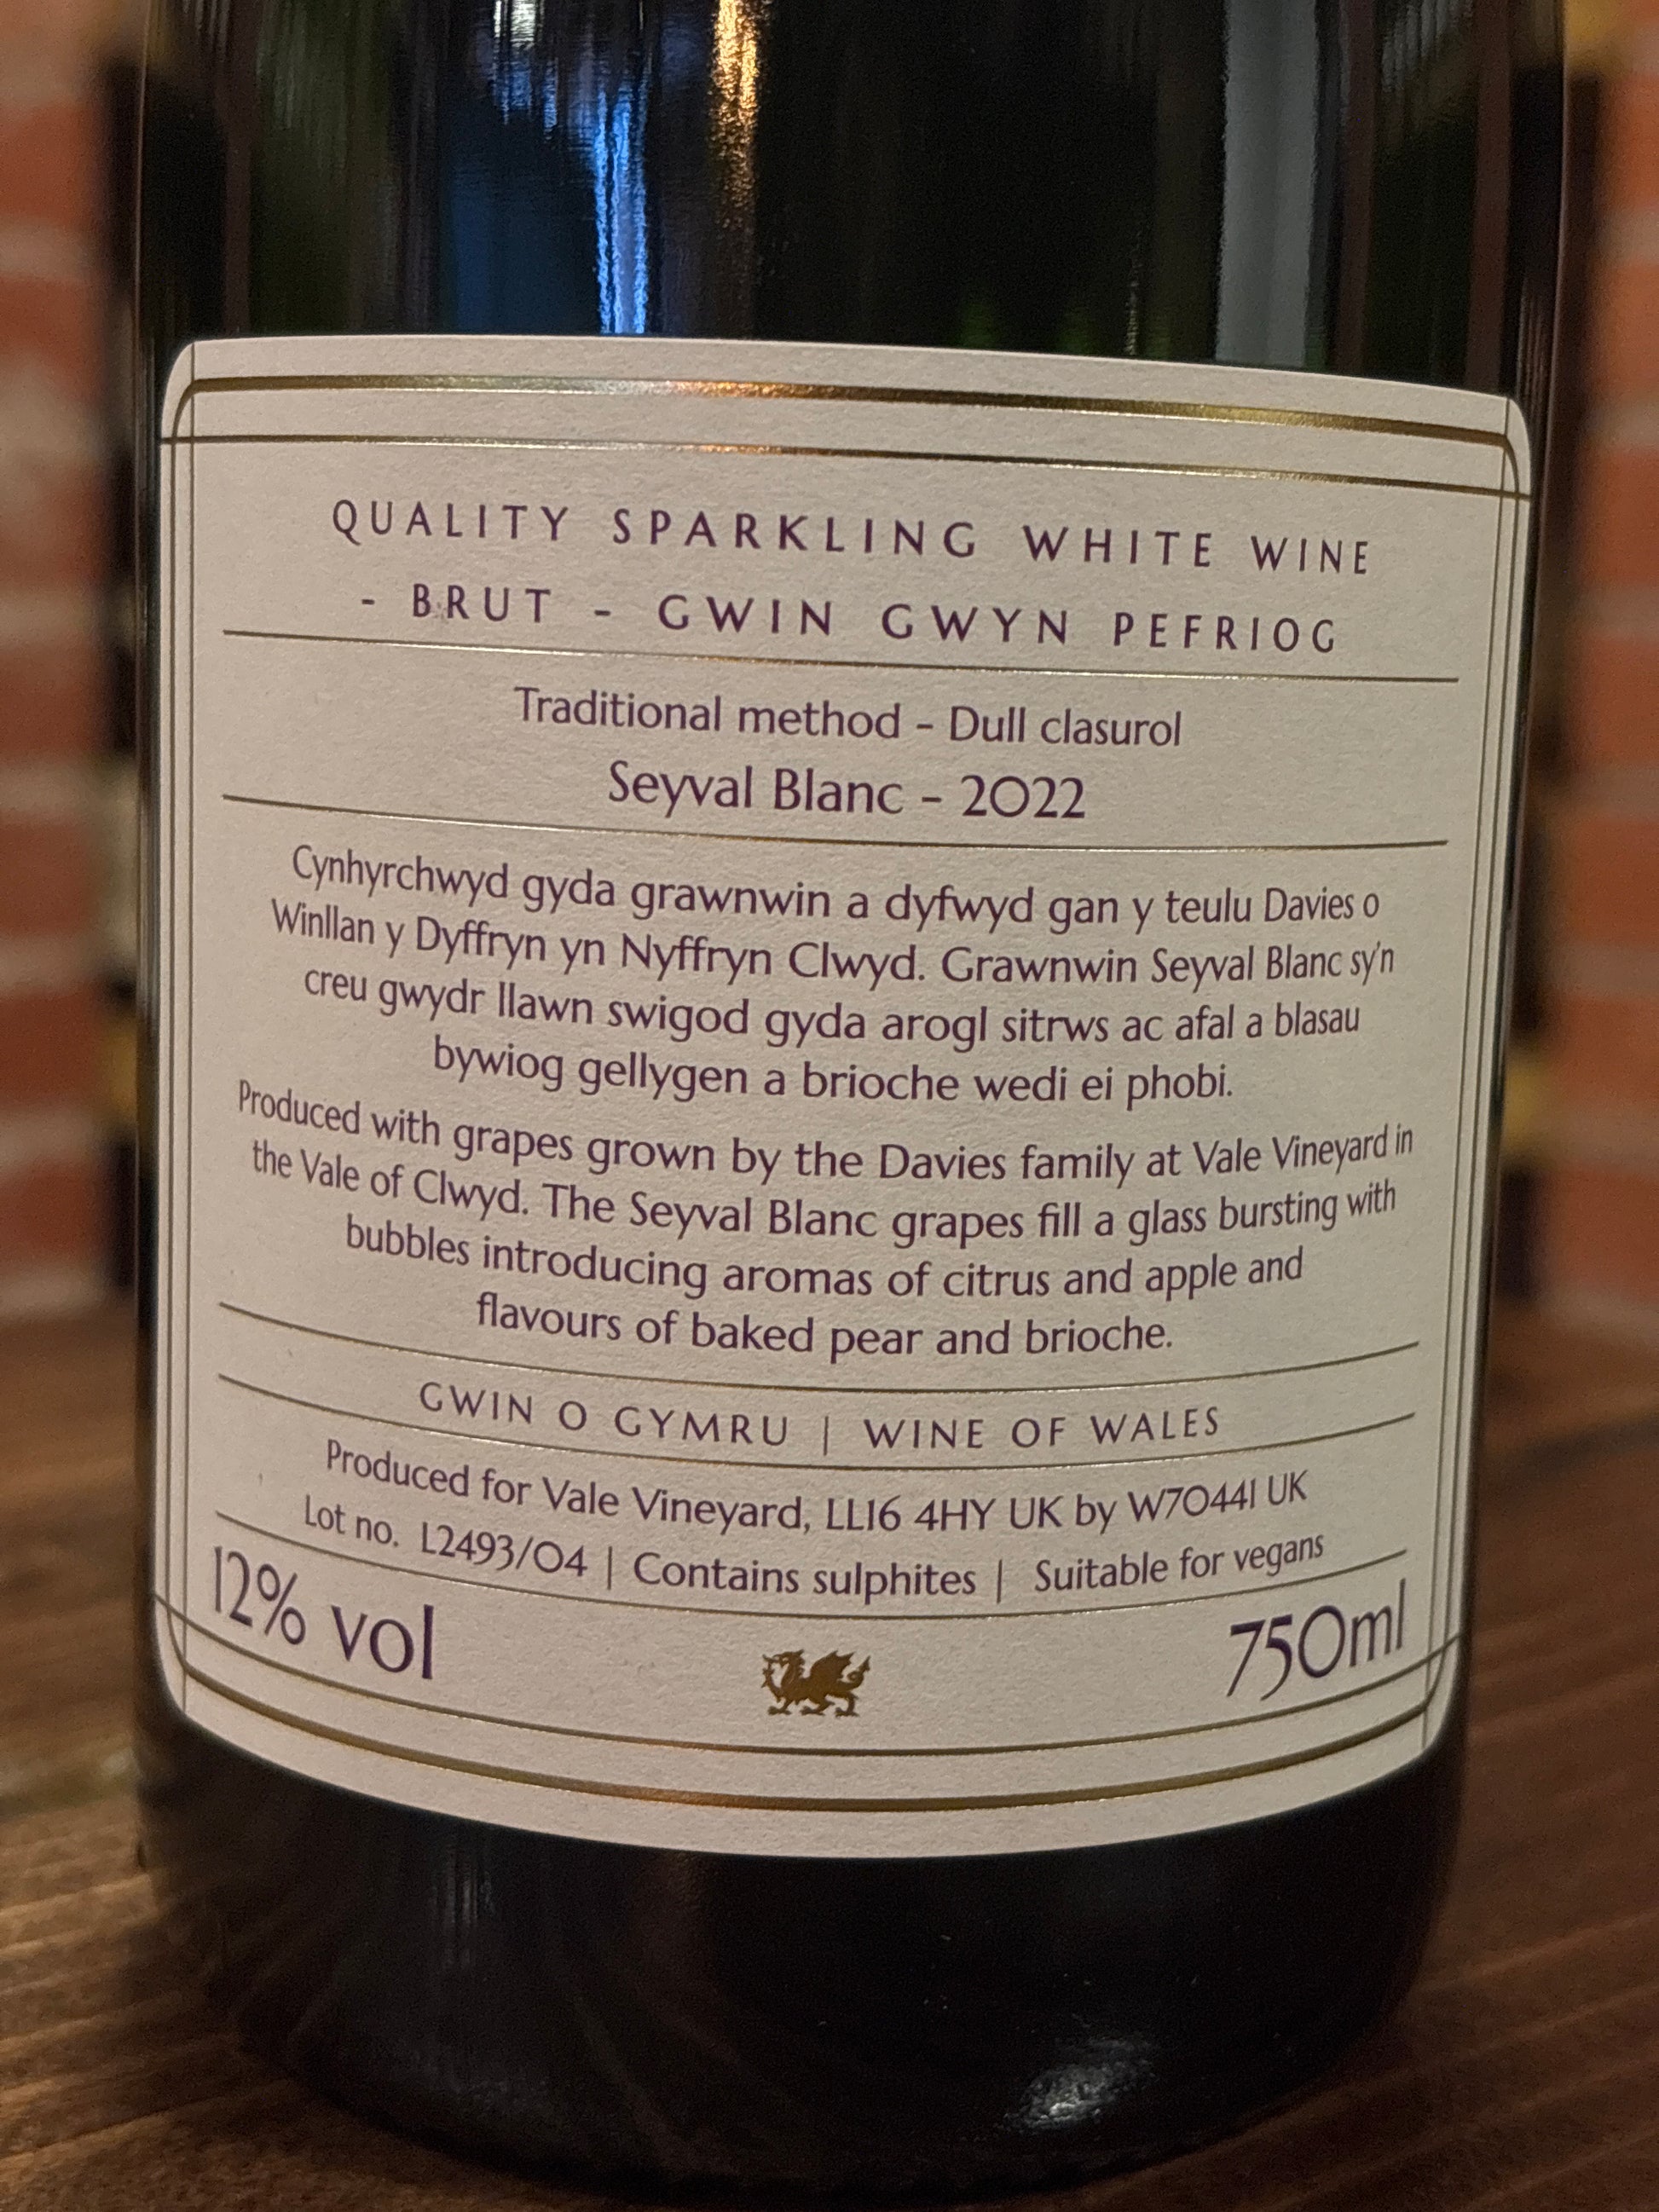 QUALITY SPARKLING WHITE WINE
- BRUT - GWIN GWYN PEFRIOG
Traditional method - Dull clasurol
Seyval Blanc - 2022
Cynhyrchwyd gyda grawnwin a dyfwyd gan y teulu Davies o
Winllan y Dyffryn yn Nyffryn Clwyd. Grawnwin Seyval Blanc sy'n
creu gwydr llawn swigod gyda arogl sitrws ac afal a blasau
bywiog gellygen a brioche wedi ei phobi.
Produced with grapes grown by the Davies family at Vale Vineyard in
the Vale of Clwyd. The Seyval Blanc grapes fill a glass bursting with
bubbles introducing aromas of citrus and apple and
flavours of baked pear and brioche.
GWIN O GYMRU | WINE OF WALES
Produced for Vale Vineyard, LL16 4HY UK by W70441 UK
Lot no. L2493/04 | Contains sulphites | Suitable for vegans
12% vol 750ml